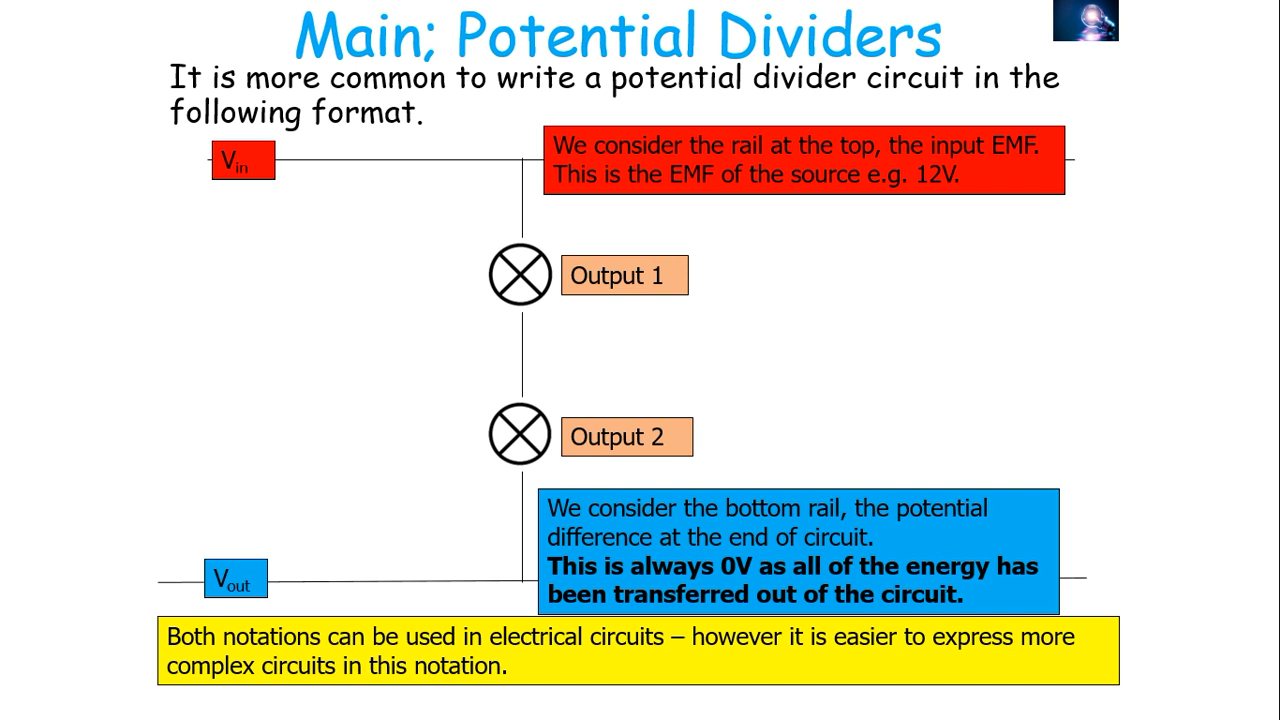 Main; Potential Dividers
It is more common to write a potential divider circuit in the
following format.
Vin
We consider the rail at the top, the input EMF.
This is the EMF of the source e.g. 12V.
Output 1
Output 2
We consider the bottom rail, the potential
difference at the end of circuit.
This is always 0V as all of the energy has
been transferred out of the circuit.
Vout
Both notations can be used in electrical circuits – however it is easier to express more
complex circuits in this notation.